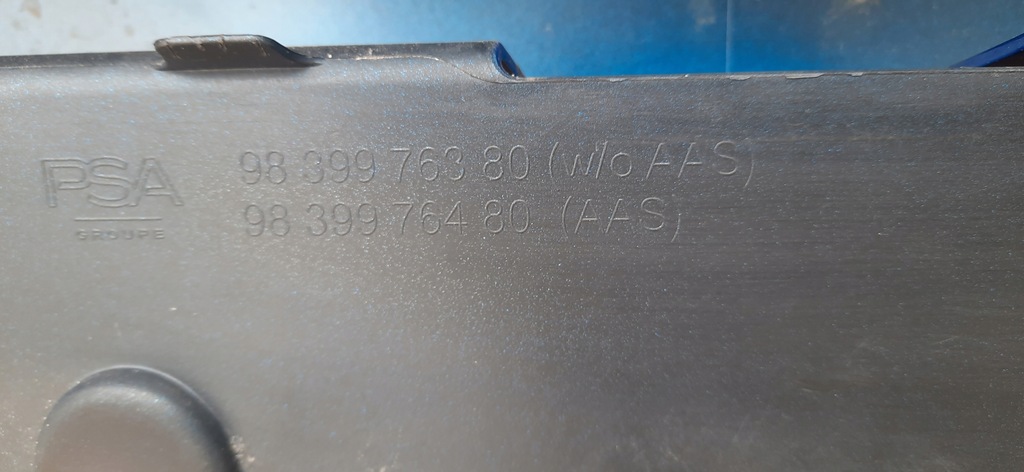 PSA
GROUPE
98 399 763 80 (w/o AAS)
98 399 764 80 (AAS)